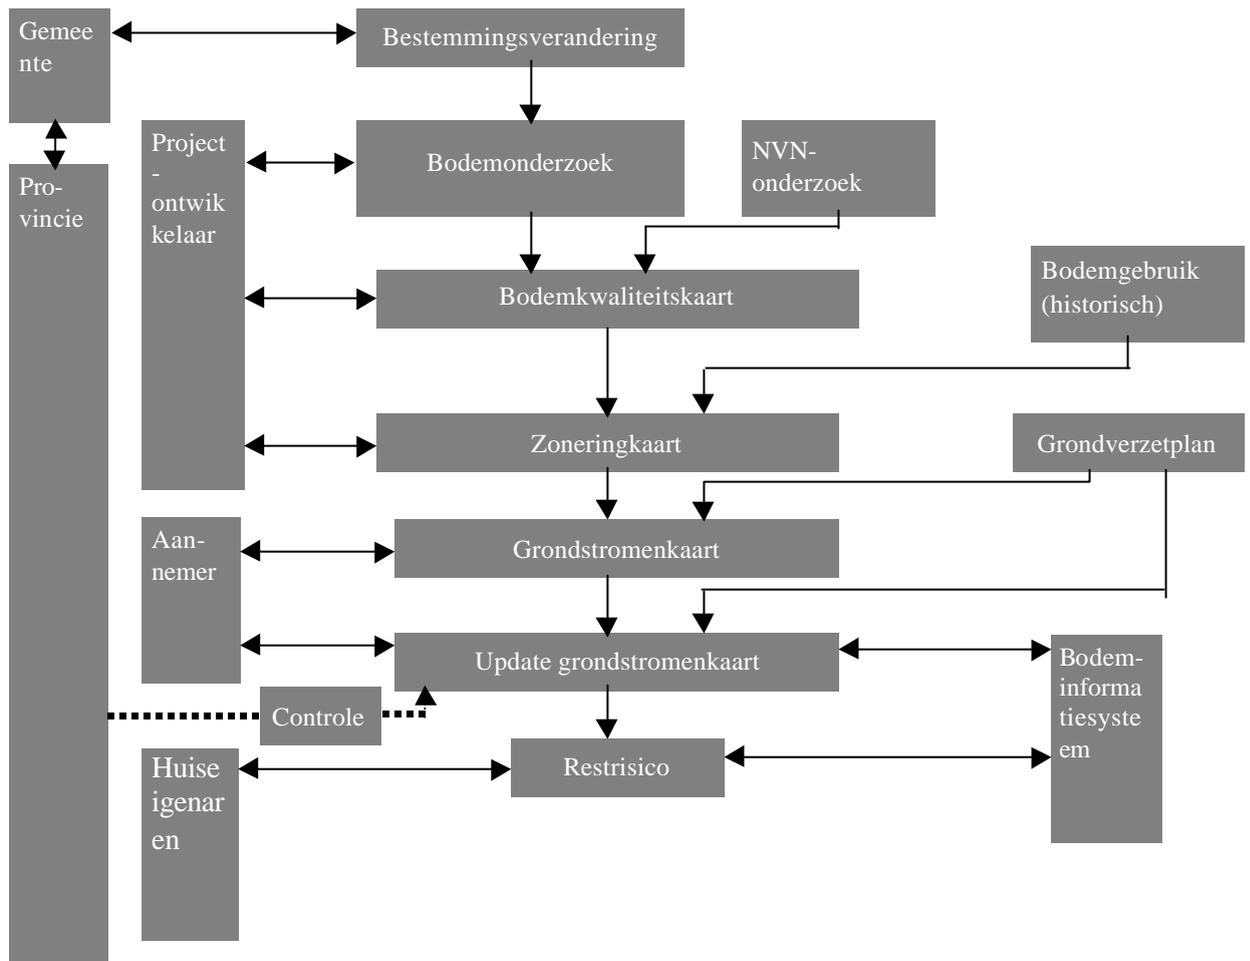 Gemee
nte
Bestemmingsverandering
Project
-
ontwik
kelaar
Bodemonderzoek
NVN-
onderzoek
Pro-
vincie
Bodemkwaliteitskaart
Bodemgebruik
(historisch)
Zoneringkaart
Grondverzetplan
Aan-
nemer
Grondstromenkaart
Update grondstromenkaart
Bodem-
informa
tiesyste
em
Controle
Huise
igenar
en
Restrisico